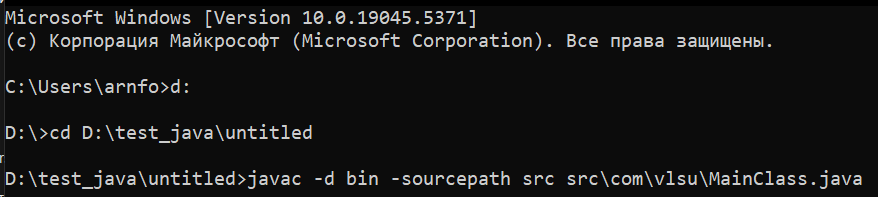 Microsoft Windows [Version 10.0.19045.5371]
(c) Корпорация Майкрософт (Microsoft Corporation). Все права защищены.
C:\Users\arnfo>d:
D:\>cd D:\test_java\untitled
D:\test_java\untitled>javac -d bin -sourcepath src src\com\vlsu\MainClass.java